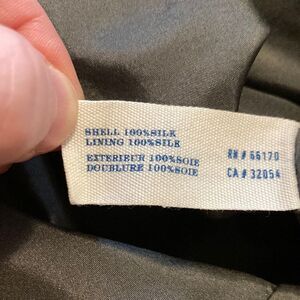 SHELL 100%SILK
LINING 100%SILK
EXTERIEUR 100%SOIE
DOUBLURE 100%SOIE
RN # 66170
CA # 32054